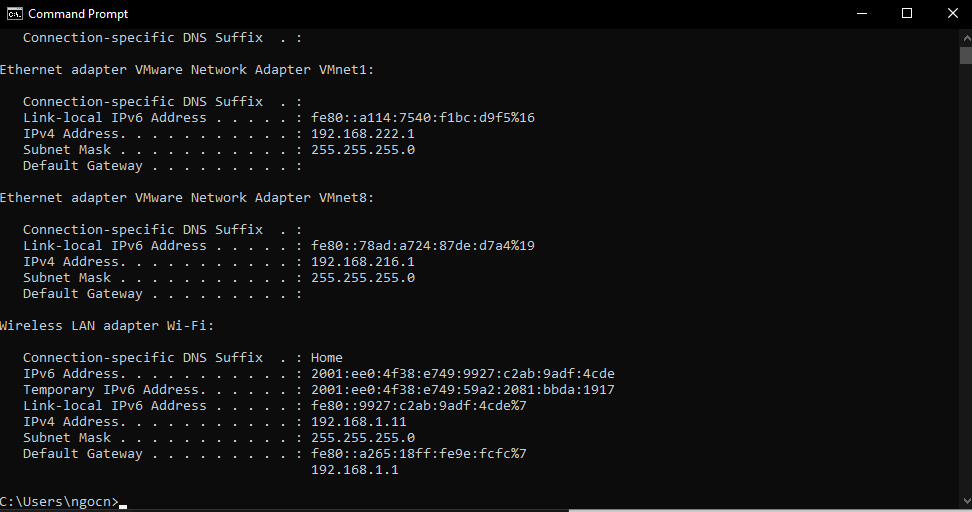 Command Prompt
Connection-specific DNS Suffix  . :
Ethernet adapter VMware Network Adapter VMnet1:
Connection-specific DNS Suffix  . :
Link-local IPv6 Address . . . . . : fe80::a114:7540:f1bc:d9f5%16
IPv4 Address. . . . . . . . . . . : 192.168.222.1
Subnet Mask . . . . . . . . . . . : 255.255.255.0
Default Gateway . . . . . . . . . :
Ethernet adapter VMware Network Adapter VMnet8:
Connection-specific DNS Suffix  . :
Link-local IPv6 Address . . . . . : fe80::78ad:a724:87de:d7a4%19
IPv4 Address. . . . . . . . . . . : 192.168.216.1
Subnet Mask . . . . . . . . . . . : 255.255.255.0
Default Gateway . . . . . . . . . :
Wireless LAN adapter Wi-Fi:
Connection-specific DNS Suffix  . : Home
IPv6 Address. . . . . . . . . . . : 2001:ee0:4f38:e749:9927:c2ab:9adf:4cde
Temporary IPv6 Address. . . . . . : 2001:ee0:4f38:e749:59a2:2081:bbda:1917
Link-local IPv6 Address . . . . . : fe80::9927:c2ab:9adf:4cde%7
IPv4 Address. . . . . . . . . . . : 192.168.1.11
Subnet Mask . . . . . . . . . . . : 255.255.255.0
Default Gateway . . . . . . . . . : fe80::a265:18ff:fe9e:fcfc%7
192.168.1.1
C:\Users\ngocn>